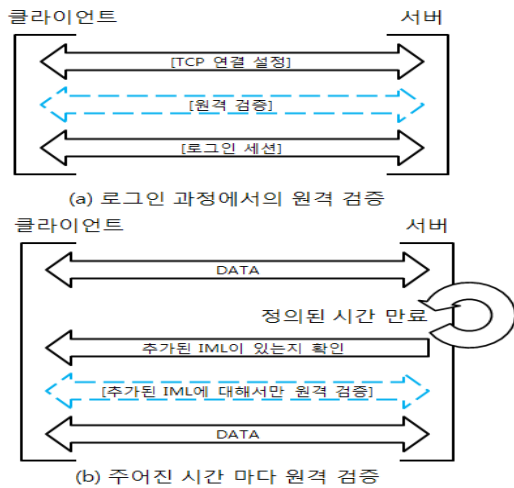 클라이언트 서버
[TCP 연결 설정]
[원격 검증]
[로그인 세션]
(a) 로그인 과정에서의 원격 검증
클라이언트 서버
DATA
정의된 시간 만료
추가된 IML이 있는지 확인
[추가된 IML에 대해서만 원격 검증]
DATA
(b) 주어진 시간 마다 원격 검증